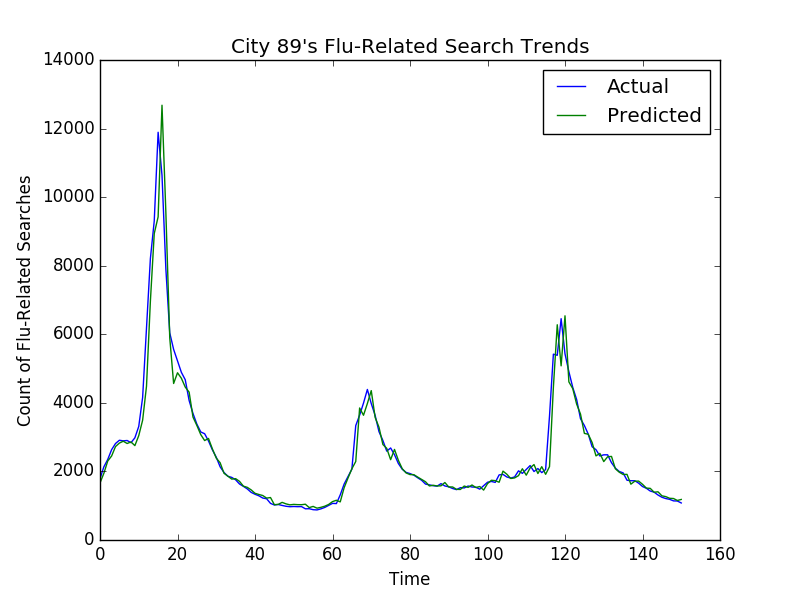 City 89's Flu-Related Search Trends
Actual
Predicted
Count of Flu-Related Searches
14000
12000
10000
8000
6000
4000
2000
0
0 20 40 60 80 100 120 140 160
Time